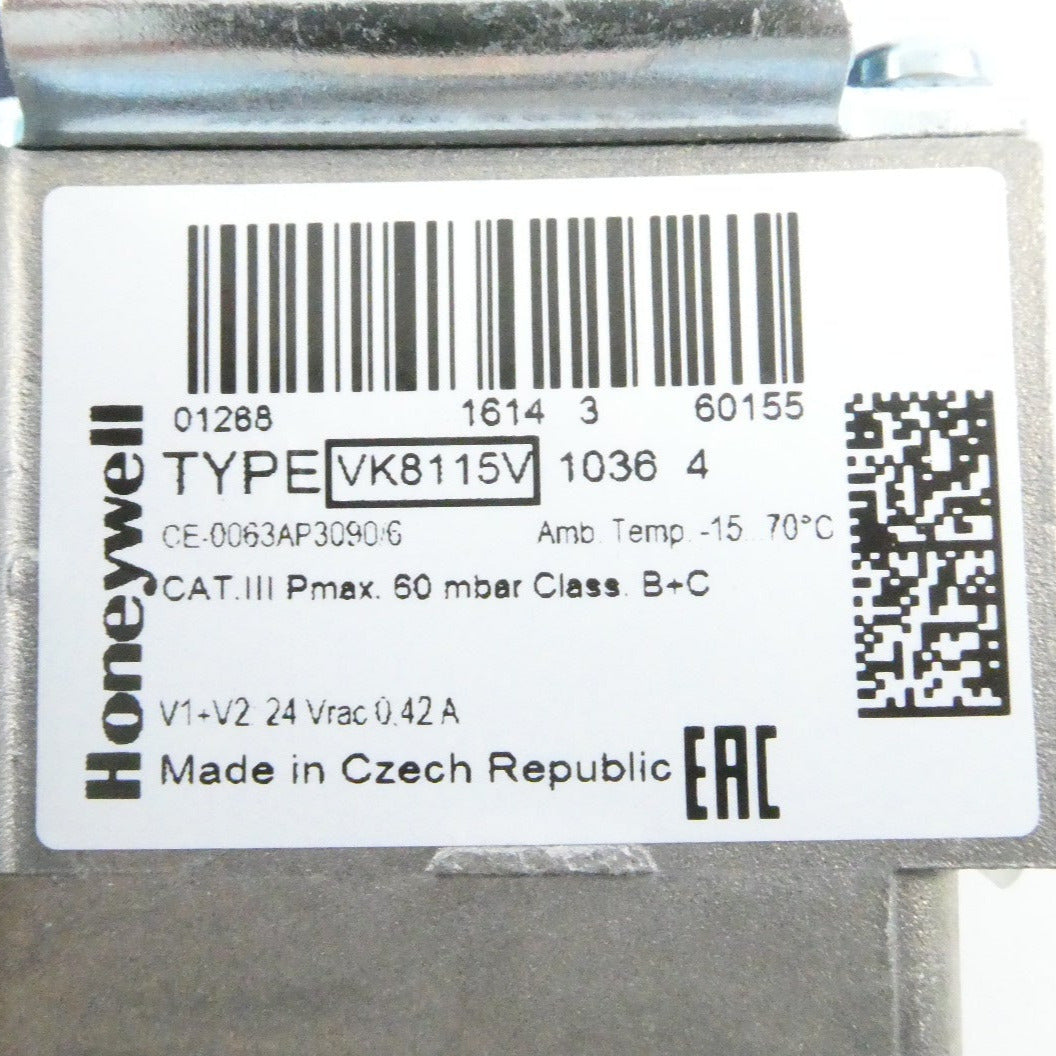 01268 1614 3 60155
TYPE VK8115V 1036 4
CE-0063AP3090/6 Amb. Temp. -15...70°C
CAT.III Pmax. 60 mbar Class. B+C
V1+V2 24 Vrac 0.42 A
Made in Czech Republic EAC
Honeywell